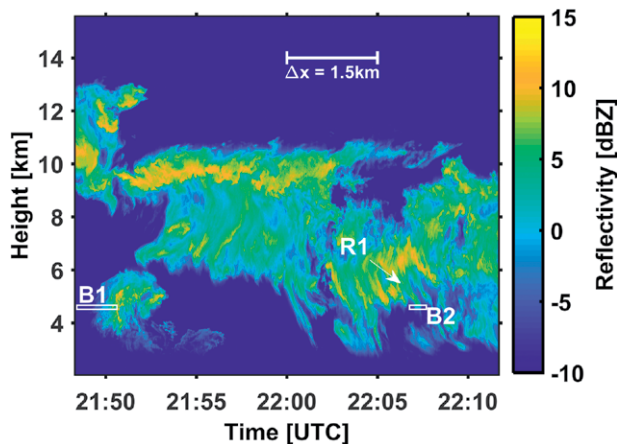 Height [km]
14
12
10
8
6
4
Δx = 1.5km
R1
B1
B2
21:50 21:55 22:00 22:05 22:10
Time [UTC]
15
10
5
0
-5
-10
Reflectivity [dBZ]